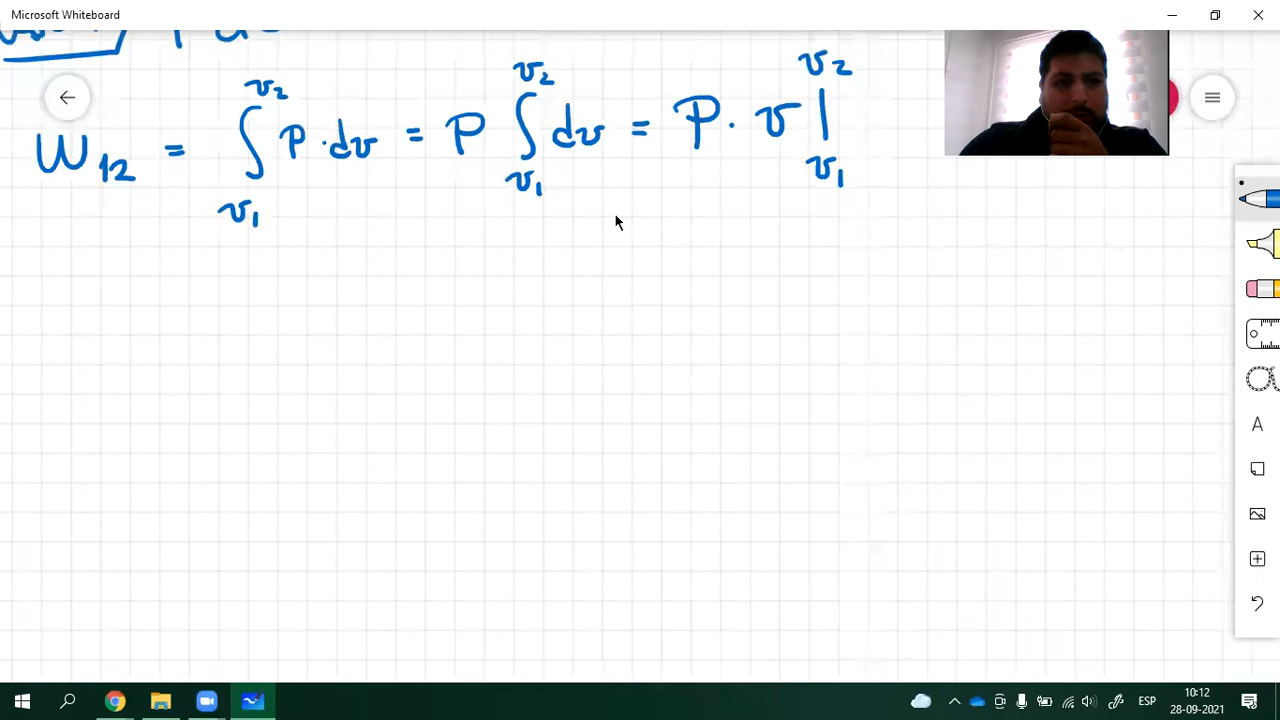 Microsoft Whiteboard
W₁₂ = ∫_{v₁}^{v₂} P · dv = P ∫_{v₁}^{v₂} dv = P · v |_{v₁}^{v₂}
A
ESP
10:12
28-09-2021